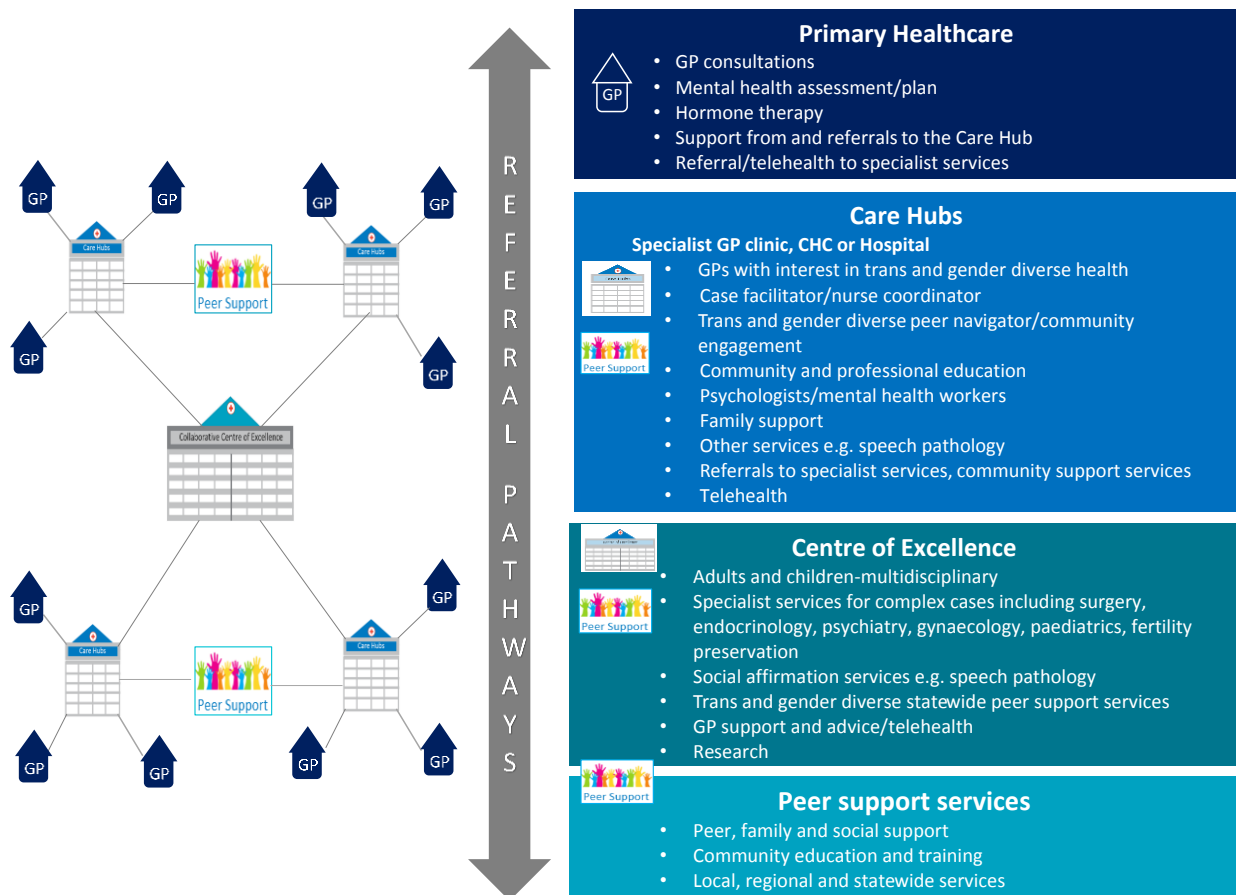 GP
GP
GP
GP
Care Hubs
Care Hubs
Peer Support
GP
GP
Collaborative Centre of Excellence
GP
GP
Care Hubs
Care Hubs
Peer Support
GP
GP
GP
GP
REFERRAL PATHWAYS
Primary Healthcare
GP
• GP consultations
• Mental health assessment/plan
• Hormone therapy
• Support from and referrals to the Care Hub
• Referral/telehealth to specialist services
Care Hubs
Specialist GP clinic, CHC or Hospital
• GPs with interest in trans and gender diverse health
• Case facilitator/nurse coordinator
• Trans and gender diverse peer navigator/community
engagement
Peer Support
• Community and professional education
• Psychologists/mental health workers
• Family support
• Other services e.g. speech pathology
• Referrals to specialist services, community support services
• Telehealth
Centre of Excellence
• Adults and children-multidisciplinary
• Specialist services for complex cases including surgery,
endocrinology, psychiatry, gynaecology, paediatrics, fertility
preservation
Peer Support
• Social affirmation services e.g. speech pathology
• Trans and gender diverse statewide peer support services
• GP support and advice/telehealth
• Research
Peer Support
Peer support services
• Peer, family and social support
• Community education and training
• Local, regional and statewide services